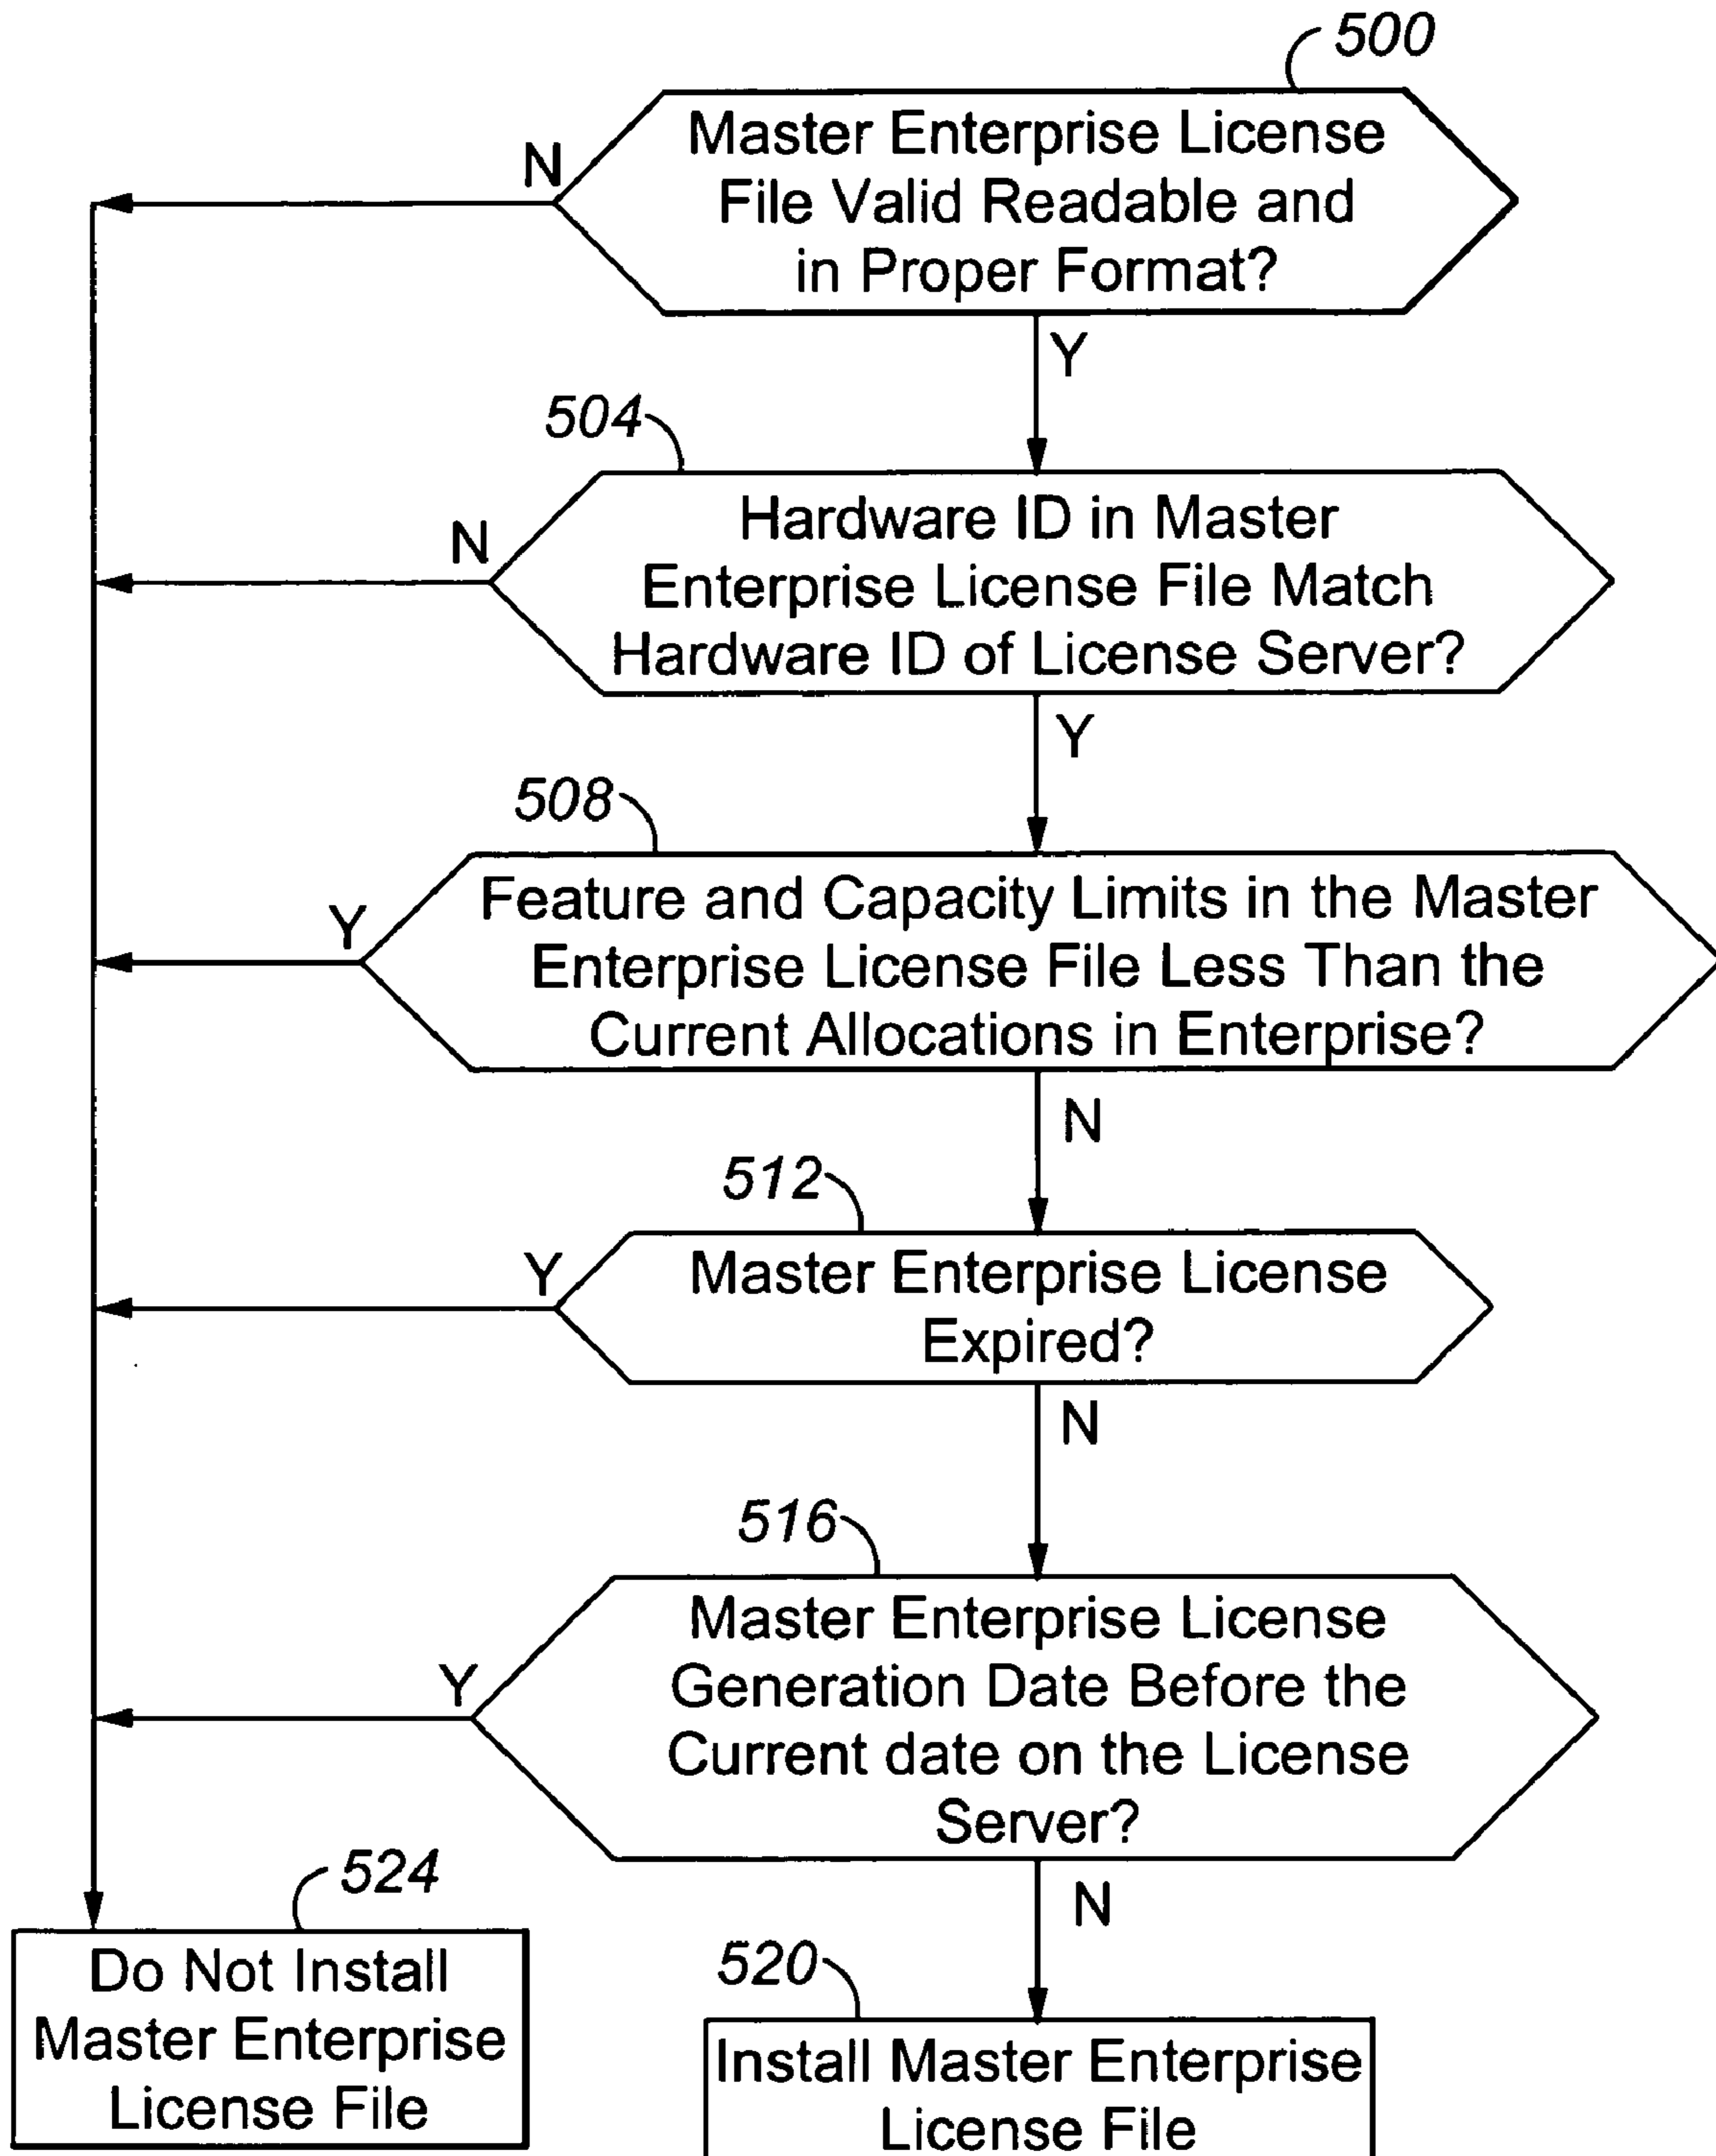 500
Master Enterprise License
File Valid Readable and
in Proper Format?
N
Y
504
Hardware ID in Master
Enterprise License File Match
Hardware ID of License Server?
N
Y
508
Feature and Capacity Limits in the Master
Enterprise License File Less Than the
Current Allocations in Enterprise?
Y
N
512
Master Enterprise License
Expired?
Y
N
516
Master Enterprise License
Generation Date Before the
Current date on the License
Server?
Y
N
524
Do Not Install
Master Enterprise
License File
520
Install Master Enterprise
License File